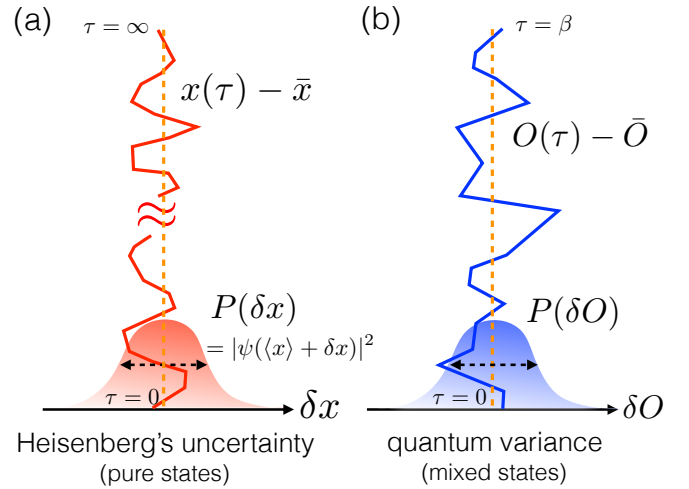 (a)
τ = ∞
x(τ) − x̄
P(δx)
= |ψ(⟨x⟩ + δx)|²
τ = 0
δx
Heisenberg's uncertainty
(pure states)
(b)
τ = β
O(τ) − Ō
P(δO)
τ = 0
δO
quantum variance
(mixed states)